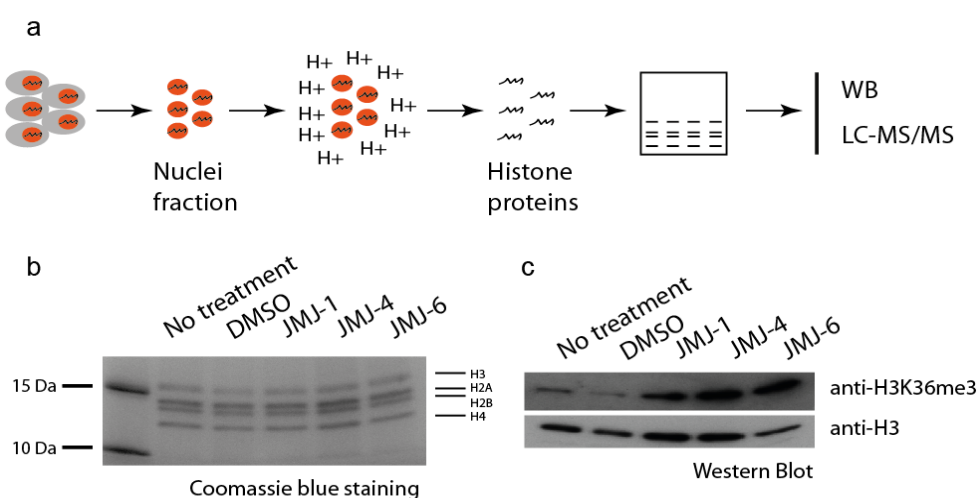 a
H+ H+ H+
H+ H+
H+ H+
H+ H+
H+ H+ H+
Nuclei
fraction
Histone
proteins
WB
LC-MS/MS
b
No treatment
DMSO
JMJ-1
JMJ-4
JMJ-6
15 Da
10 Da
H3
H2A
H2B
H4
Coomassie blue staining
c
No treatment
DMSO
JMJ-1
JMJ-4
JMJ-6
anti-H3K36me3
anti-H3
Western Blot